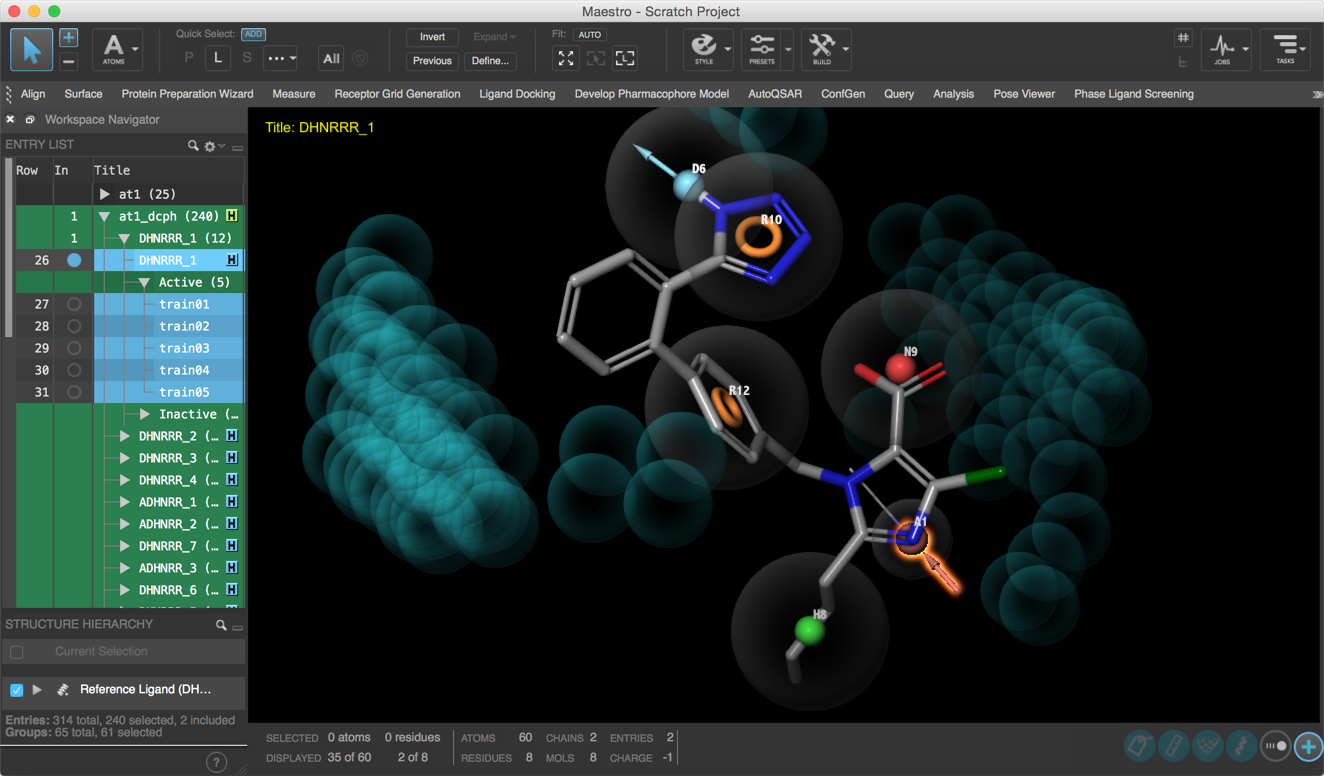 Maestro - Scratch Project
Quick Select: ADD
P L S ... All
A
ATOMS
Invert Expand
Previous Define...
Fit: AUTO
STYLE PRESETS BUILD
JOBS TASKS
Align Surface Protein Preparation Wizard Measure Receptor Grid Generation Ligand Docking Develop Pharmacophore Model AutoQSAR ConfGen Query Analysis Pose Viewer Phase Ligand Screening
Workspace Navigator
ENTRY LIST
Row In Title
at1 (25)
1 at1_dcph (240) H
1 DHNRRR_1 (12)
26 DHNRRR_1 H
Active (5)
27 train01
28 train02
29 train03
30 train04
31 train05
Inactive (…
DHNRRR_2 (… H
DHNRRR_3 (… H
DHNRRR_4 (… H
ADHNRR_1 (… H
ADHNRR_2 (… H
DHNRRR_7 (… H
ADHNRR_3 (… H
DHNRRR_6 (… H
STRUCTURE HIERARCHY
Current Selection
Reference Ligand (DH...
Entries: 314 total, 240 selected, 2 included
Groups: 65 total, 61 selected
?
Title: DHNRRR_1
D6
R10
N9
R12
A1
H8
SELECTED 0 atoms 0 residues ATOMS 60 CHAINS 2 ENTRIES 2
DISPLAYED 35 of 60 2 of 8 RESIDUES 8 MOLS 8 CHARGE -1